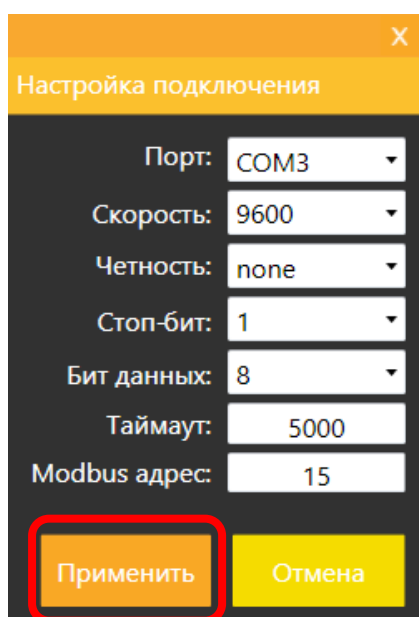 X
Настройка подключения
Порт: COM3
Скорость: 9600
Четность: none
Стоп-бит: 1
Бит данных: 8
Таймаут: 5000
Modbus адрес: 15
Применить Отмена